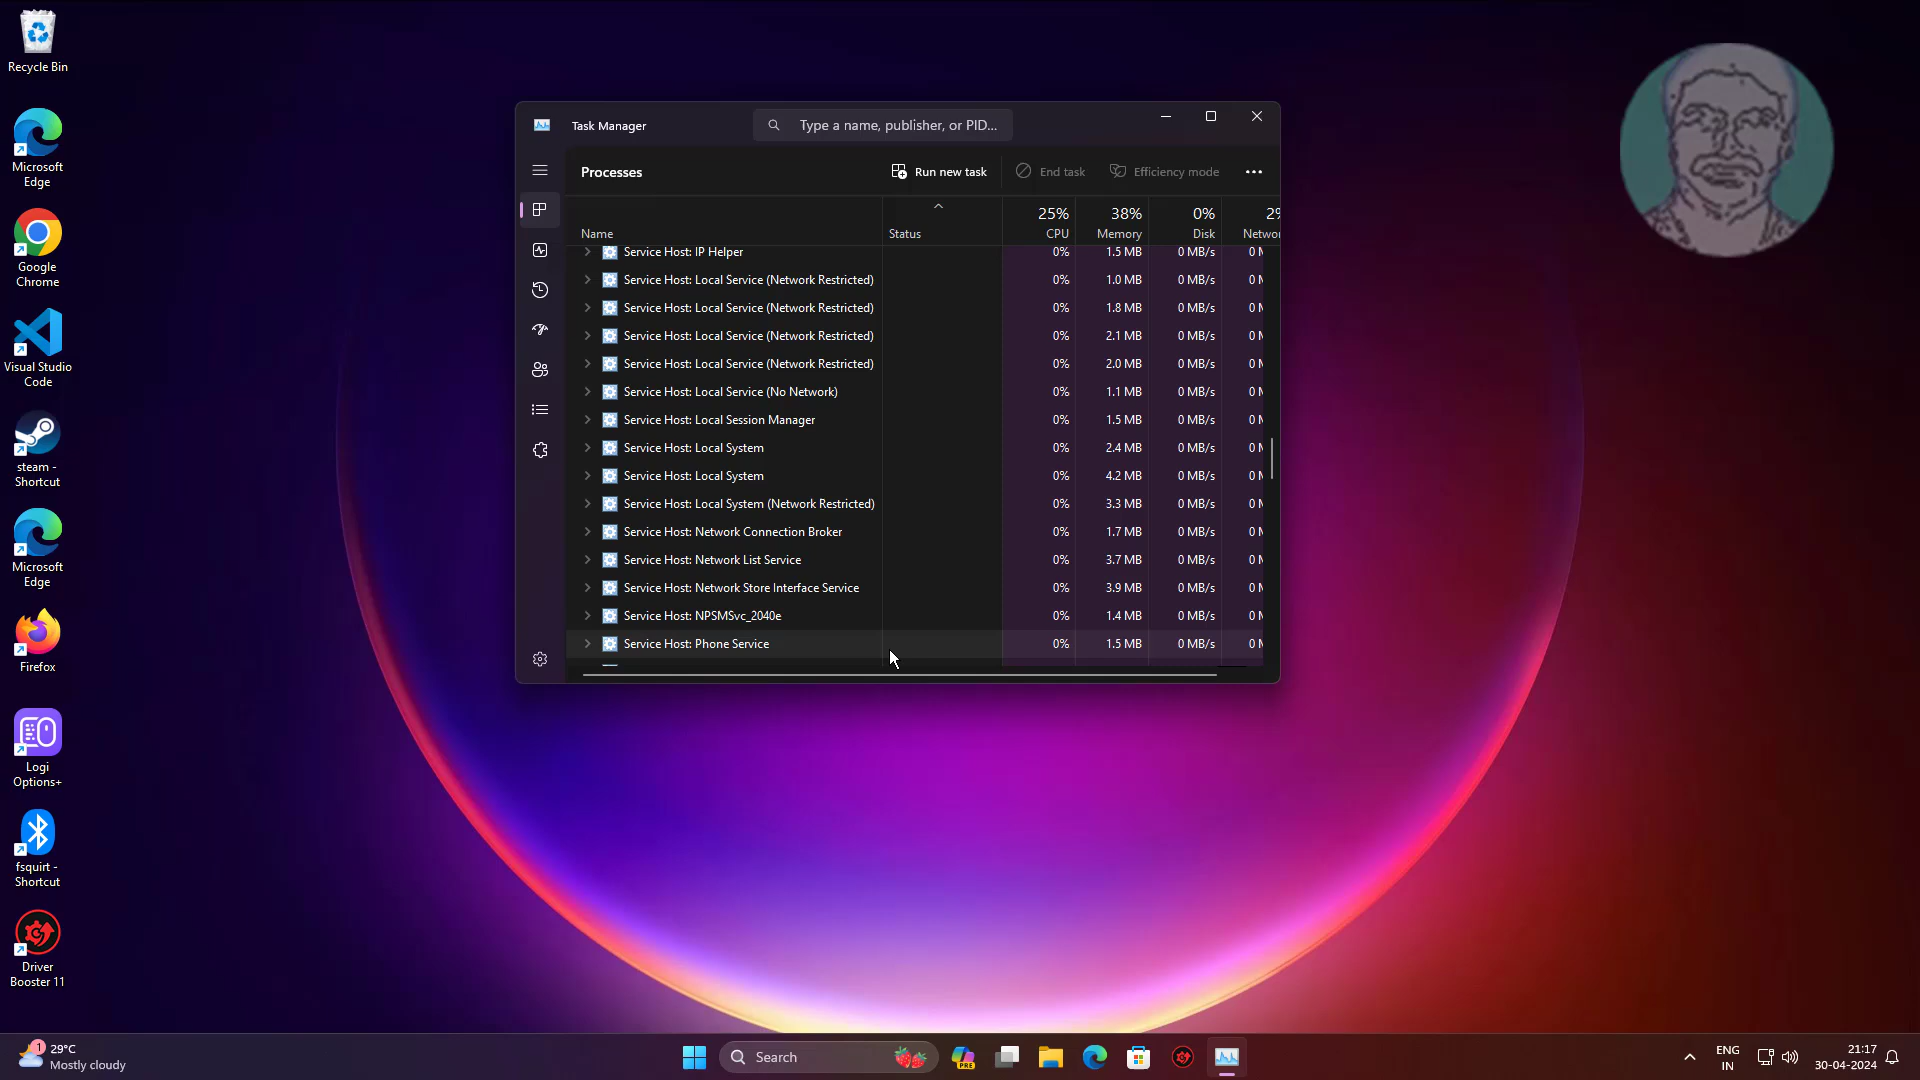 Recycle Bin
Microsoft
Edge
Google
Chrome
Visual Studio
Code
steam -
Shortcut
Microsoft
Edge
Firefox
Logi
Options+
fsquirt -
Shortcut
Driver
Booster 11
Task Manager
Type a name, publisher, or PID...
Processes
Run new task
End task
Efficiency mode
25% 38% 0% 2%
Name Status CPU Memory Disk Networ
Service Host: IP Helper 0% 1.5 MB 0 MB/s 0 M
Service Host: Local Service (Network Restricted) 0% 1.0 MB 0 MB/s 0 M
Service Host: Local Service (Network Restricted) 0% 1.8 MB 0 MB/s 0 M
Service Host: Local Service (Network Restricted) 0% 2.1 MB 0 MB/s 0 M
Service Host: Local Service (Network Restricted) 0% 2.0 MB 0 MB/s 0 M
Service Host: Local Service (No Network) 0% 1.1 MB 0 MB/s 0 M
Service Host: Local Session Manager 0% 1.5 MB 0 MB/s 0 M
Service Host: Local System 0% 2.4 MB 0 MB/s 0 M
Service Host: Local System 0% 4.2 MB 0 MB/s 0 M
Service Host: Local System (Network Restricted) 0% 3.3 MB 0 MB/s 0 M
Service Host: Network Connection Broker 0% 1.7 MB 0 MB/s 0 M
Service Host: Network List Service 0% 3.7 MB 0 MB/s 0 M
Service Host: Network Store Interface Service 0% 3.9 MB 0 MB/s 0 M
Service Host: NPSMSvc_2040e 0% 1.4 MB 0 MB/s 0 M
Service Host: Phone Service 0% 1.5 MB 0 MB/s 0 M
1
29°C
Mostly cloudy
Search
PRE
ENG
IN
21:17
30-04-2024